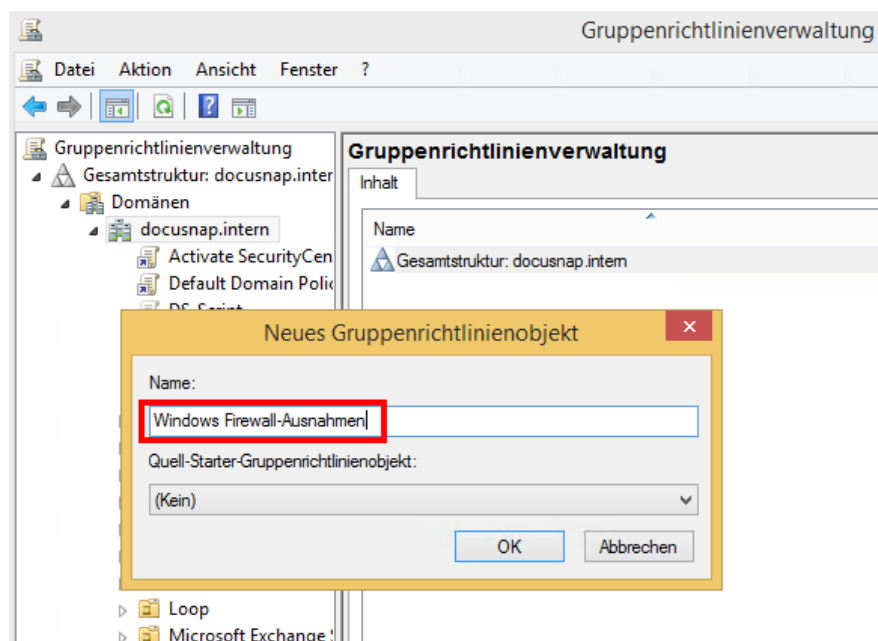 Gruppenrichtlinienverwaltung
Datei Aktion Ansicht Fenster ?
Gruppenrichtlinienverwaltung
Gesamtstruktur: docusnap.inter
Domänen
docusnap.intern
Activate SecurityCen
Default Domain Polic
Gruppenrichtlinienverwaltung
Inhalt
Name
Gesamtstruktur: docusnap.intern
Neues Gruppenrichtlinienobjekt
Name:
Windows Firewall-Ausnahmen
Quell-Starter-Gruppenrichtlinienobjekt:
(Kein)
OK Abbrechen
Loop
Microsoft Exchange